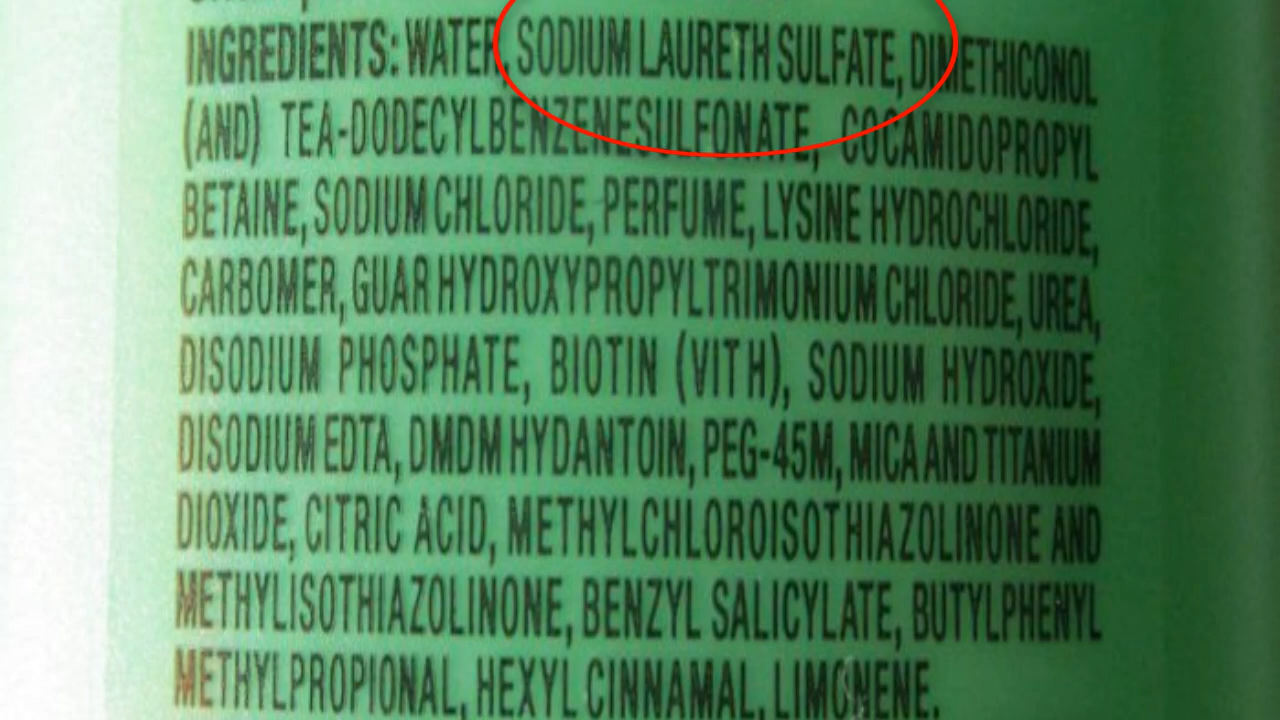 INGREDIENTS: WATER, SODIUM LAURETH SULFATE, DIMETHICONOL
(AND) TEA-DODECYLBENZENESULFONATE, COCAMIDOPROPYL
BETAINE, SODIUM CHLORIDE, PERFUME, LYSINE HYDROCHLORIDE,
CARBOMER, GUAR HYDROXYPROPYLTRIMONIUM CHLORIDE, UREA,
DISODIUM PHOSPHATE, BIOTIN (VIT H), SODIUM HYDROXIDE,
DISODIUM EDTA, DMDM HYDANTOIN, PEG-45M, MICA AND TITANIUM
DIOXIDE, CITRIC ACID, METHYLCHLOROISOTHIAZOLINONE AND
METHYLISOTHIAZOLINONE, BENZYL SALICYLATE, BUTYLPHENYL
METHYLPROPIONAL, HEXYL CINNAMAL, LIMONENE.